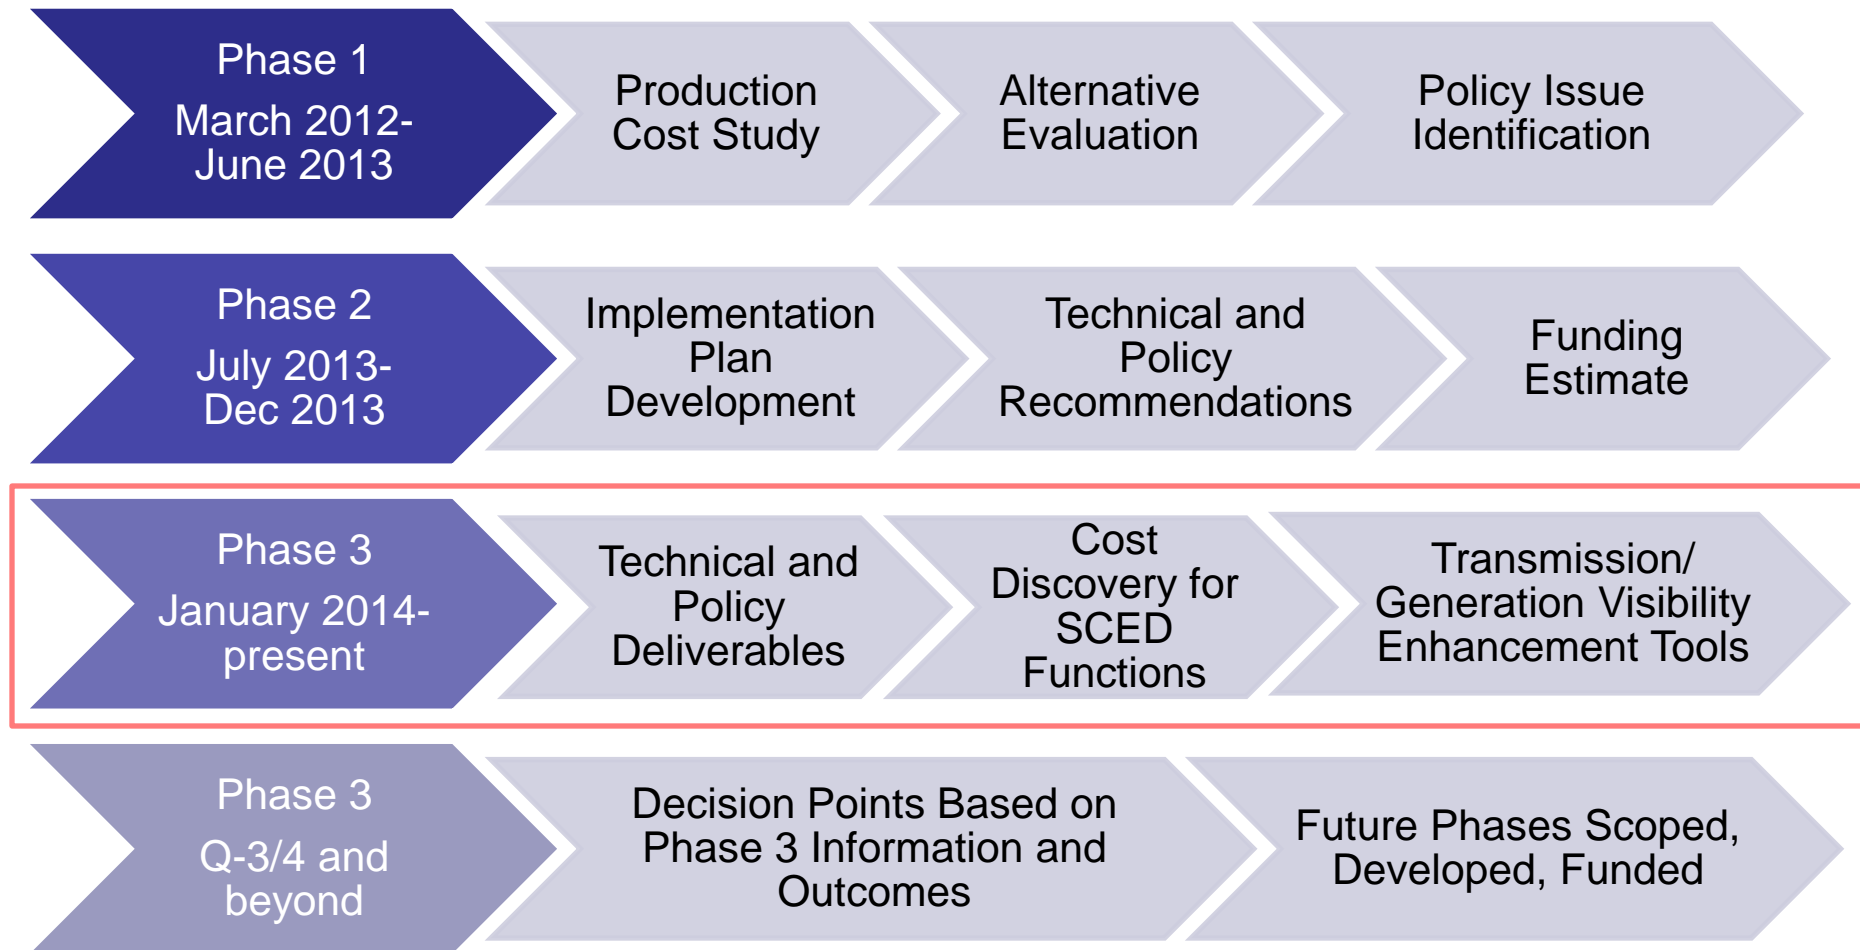 Phase 1
March 2012-
June 2013
Production
Cost Study
Alternative
Evaluation
Policy Issue
Identification
Phase 2
July 2013-
Dec 2013
Implementation
Plan
Development
Technical and
Policy
Recommendations
Funding
Estimate
Phase 3
January 2014-
present
Technical and
Policy
Deliverables
Cost
Discovery for
SCED
Functions
Transmission/
Generation Visibility
Enhancement Tools
Phase 3
Q-3/4 and
beyond
Decision Points Based on
Phase 3 Information and
Outcomes
Future Phases Scoped,
Developed, Funded